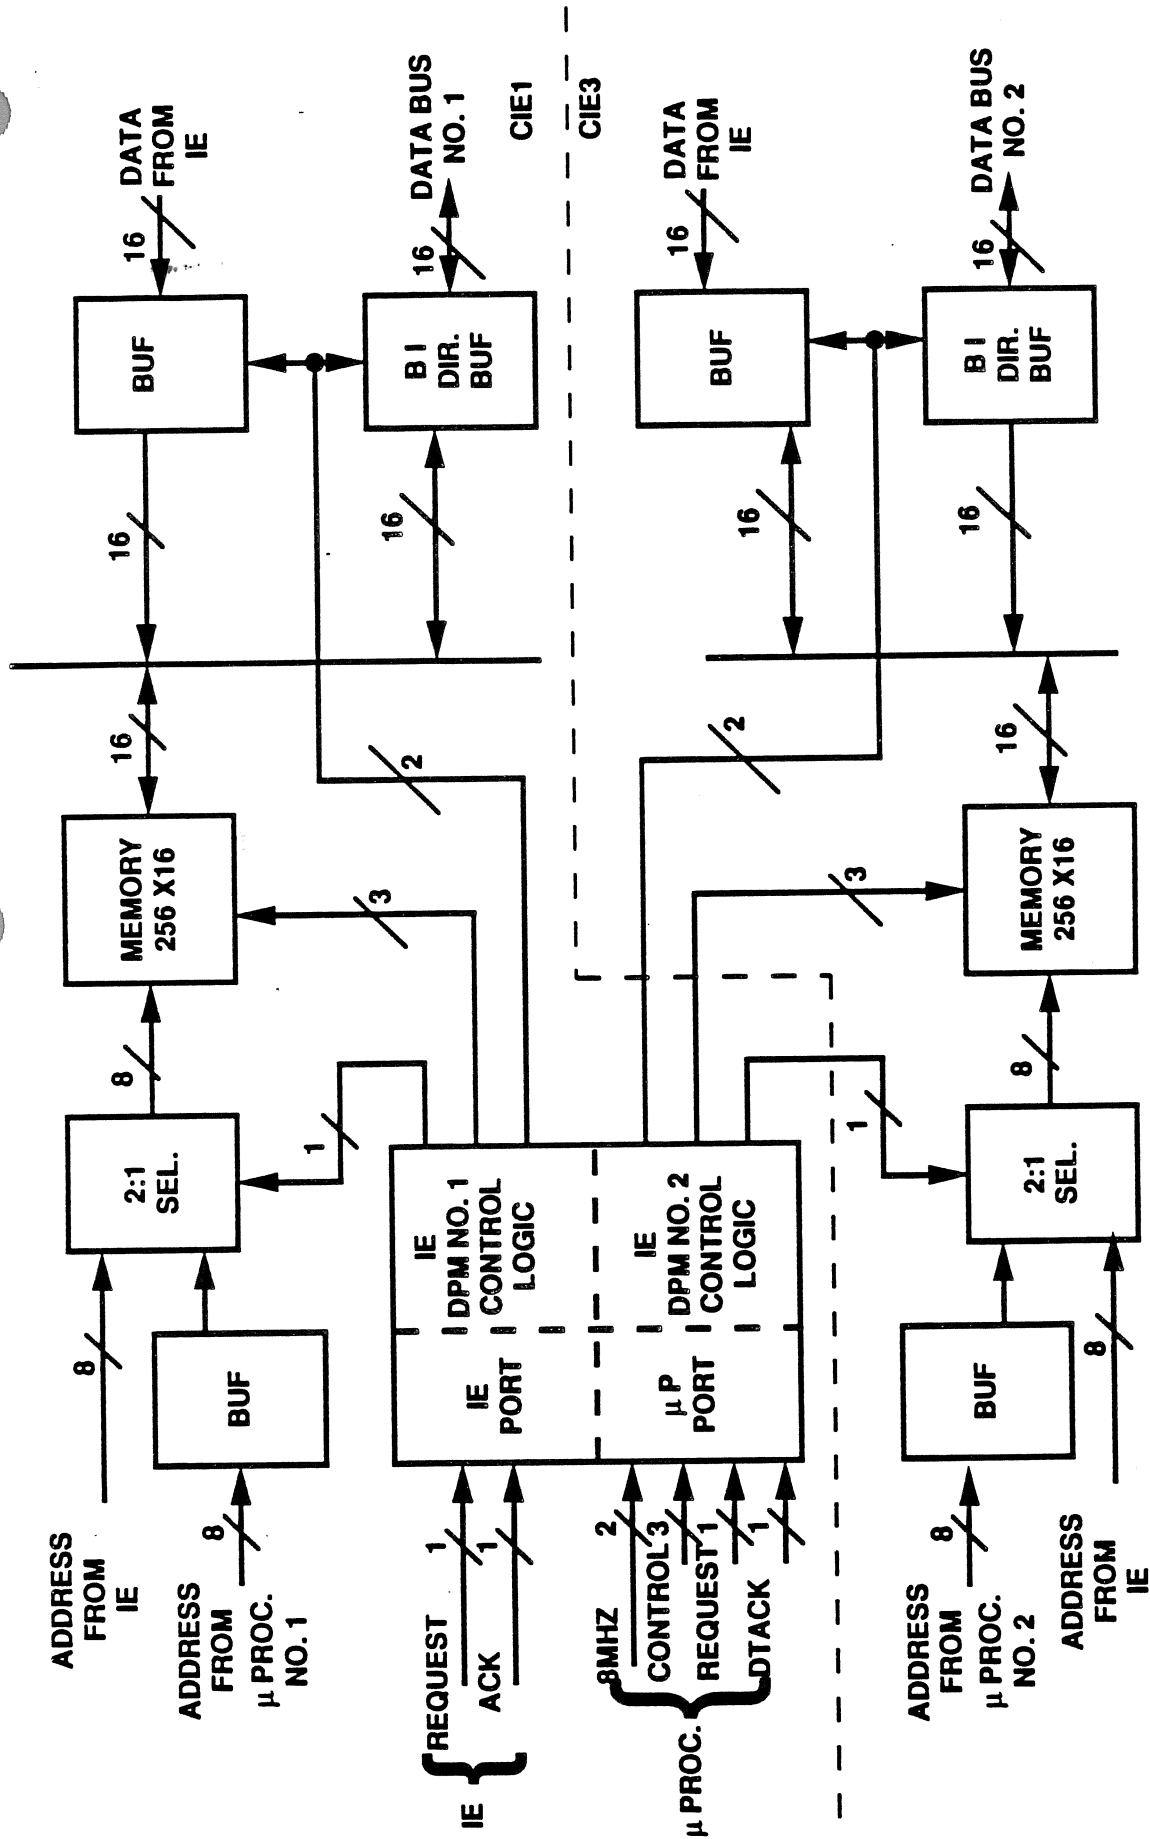 ADDRESS
FROM
IE
8
2:1
SEL.
8
MEMORY
256 X16
16
16
BUF
16
DATA
FROM
IE
ADDRESS
FROM
μ PROC.
NO. 1
8
BUF
1
3
2
16
BI
DIR.
BUF
16
DATA BUS
NO. 1
CIE1
CIE3
IE
REQUEST
1
ACK
1
IE
PORT
IE
DPM NO. 1
CONTROL
LOGIC
μ PROC.
8MHZ
2
CONTROL
3
REQUEST
1
DTACK
1
μ P
PORT
IE
DPM NO. 2
CONTROL
LOGIC
2
3
1
16
BUF
16
DATA
FROM
IE
ADDRESS
FROM
μ PROC.
NO. 2
8
BUF
ADDRESS
FROM
IE
8
2:1
SEL.
8
MEMORY
256 X16
16
16
BI
DIR.
BUF
16
DATA BUS
NO. 2